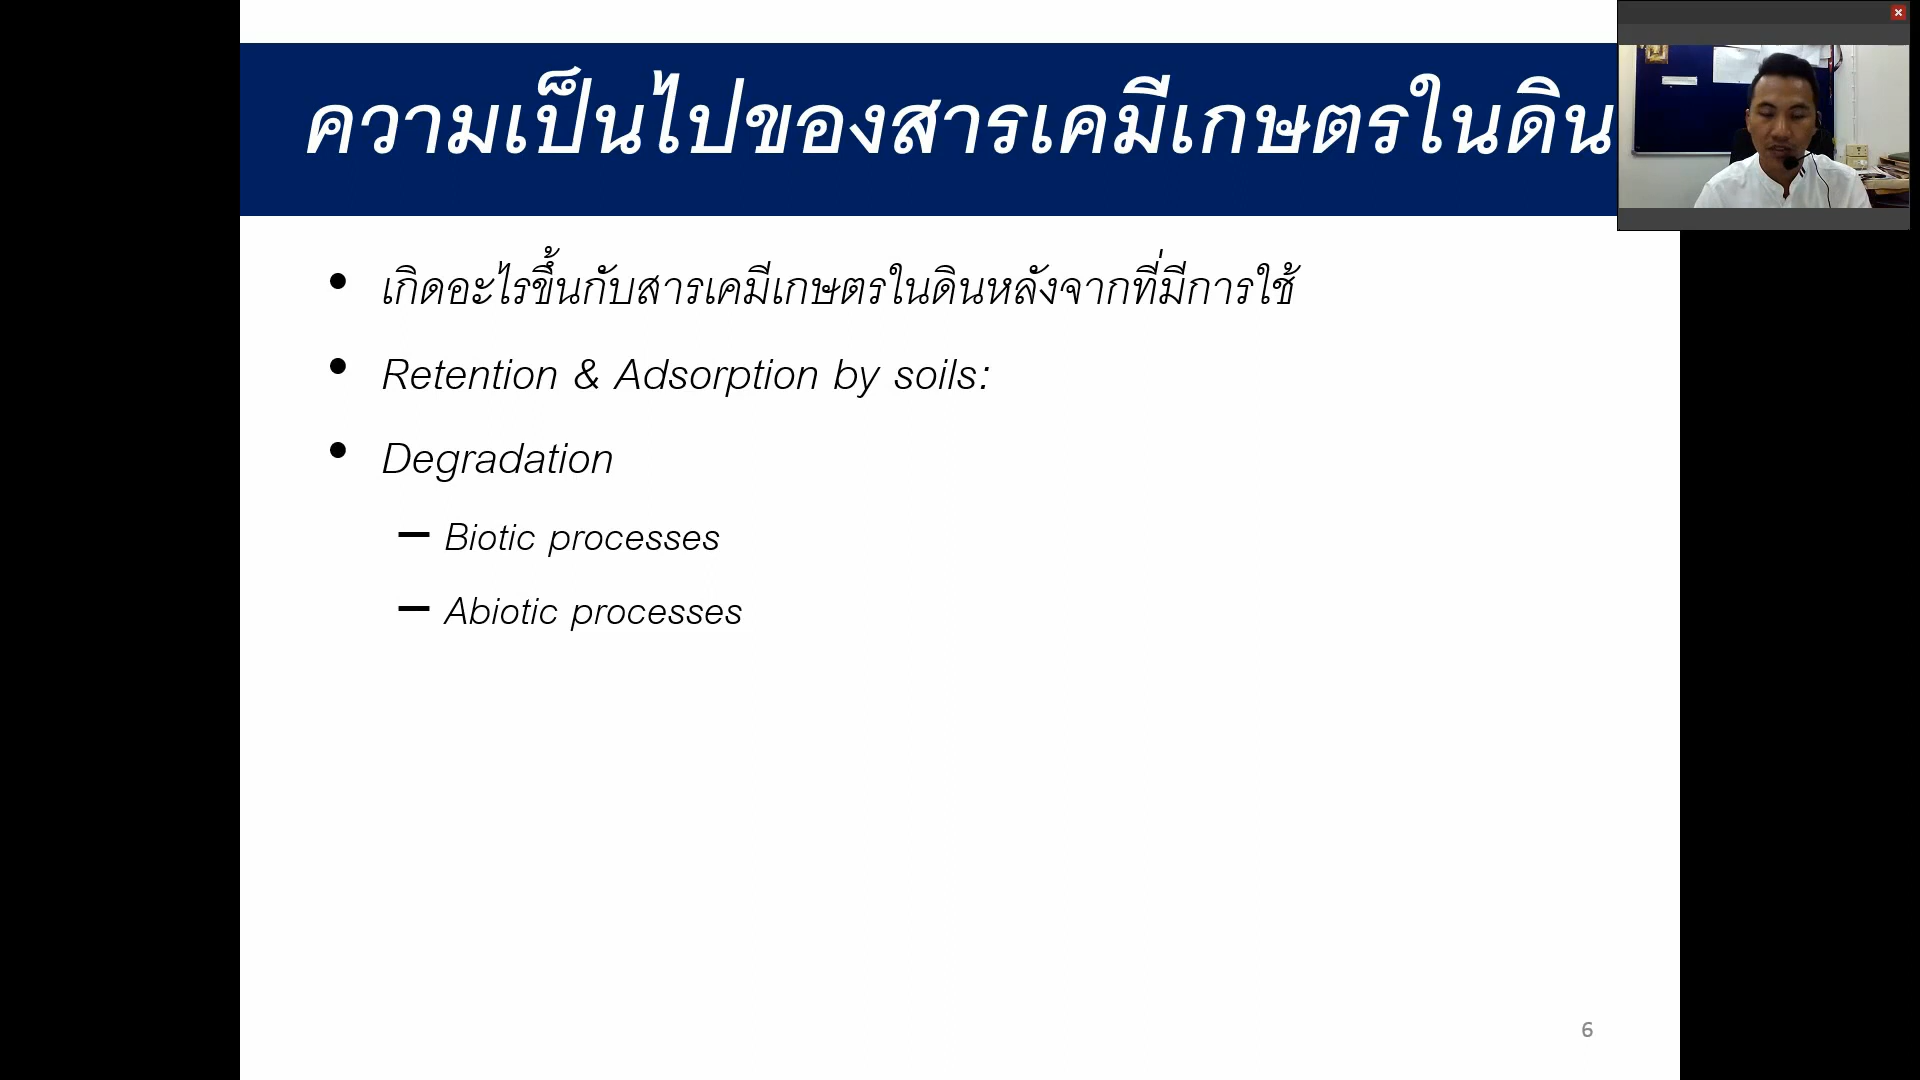 ความเป็นไปของสารเคมีเกษตรในดิน
• เกิดอะไรขึ้นกับสารเคมีเกษตรในดินหลังจากที่มีการใช้
• Retention & Adsorption by soils:
• Degradation
– Biotic processes
– Abiotic processes
6